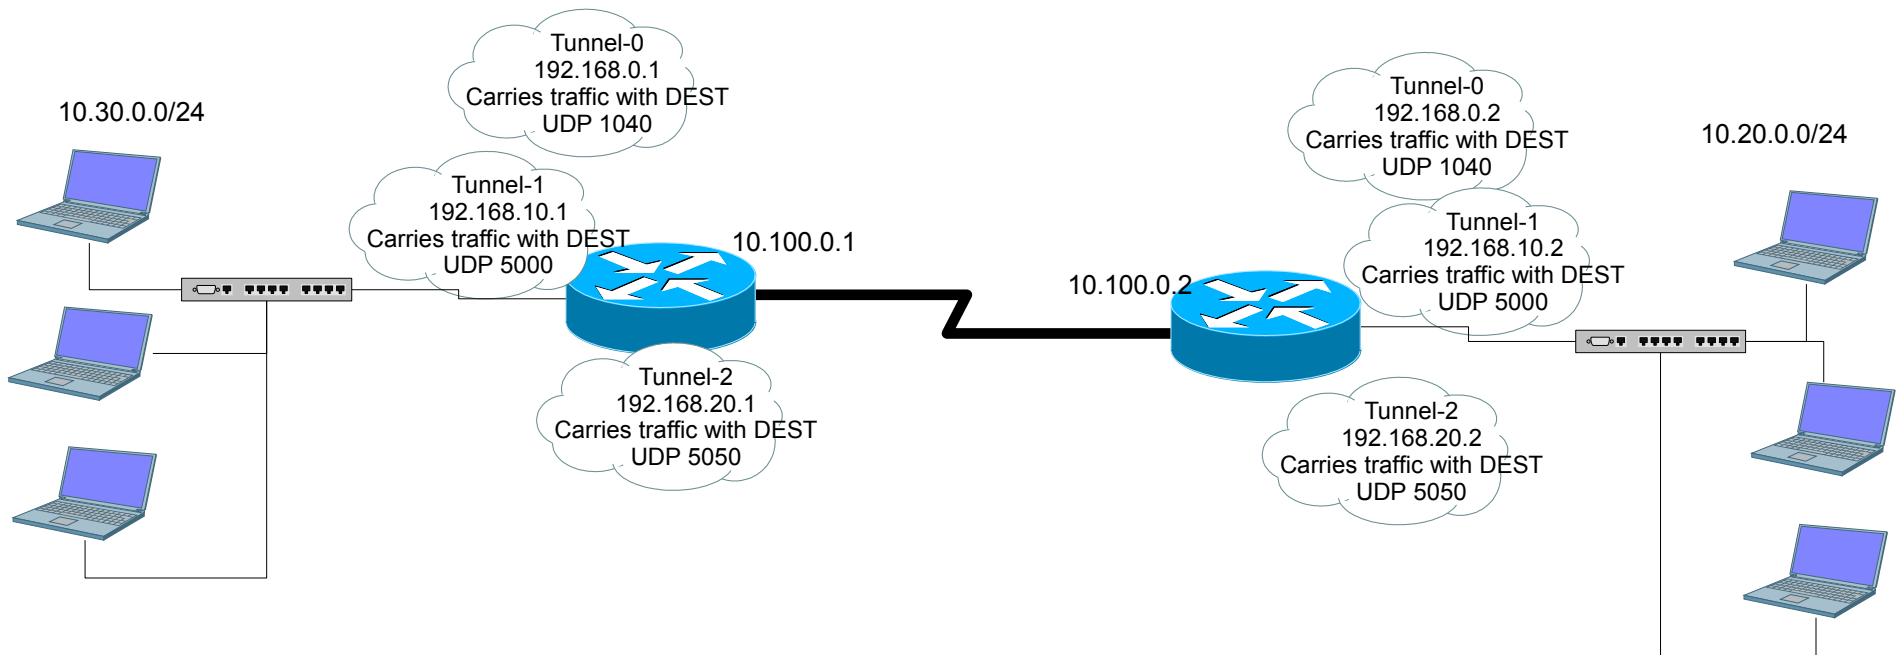 10.30.0.0/24
Tunnel-0
192.168.0.1
Carries traffic with DEST
UDP 1040
Tunnel-1
192.168.10.1
Carries traffic with DEST
UDP 5000
10.100.0.1
Tunnel-2
192.168.20.1
Carries traffic with DEST
UDP 5050
10.100.0.2
Tunnel-0
192.168.0.2
Carries traffic with DEST
UDP 1040
Tunnel-1
192.168.10.2
Carries traffic with DEST
UDP 5000
Tunnel-2
192.168.20.2
Carries traffic with DEST
UDP 5050
10.20.0.0/24